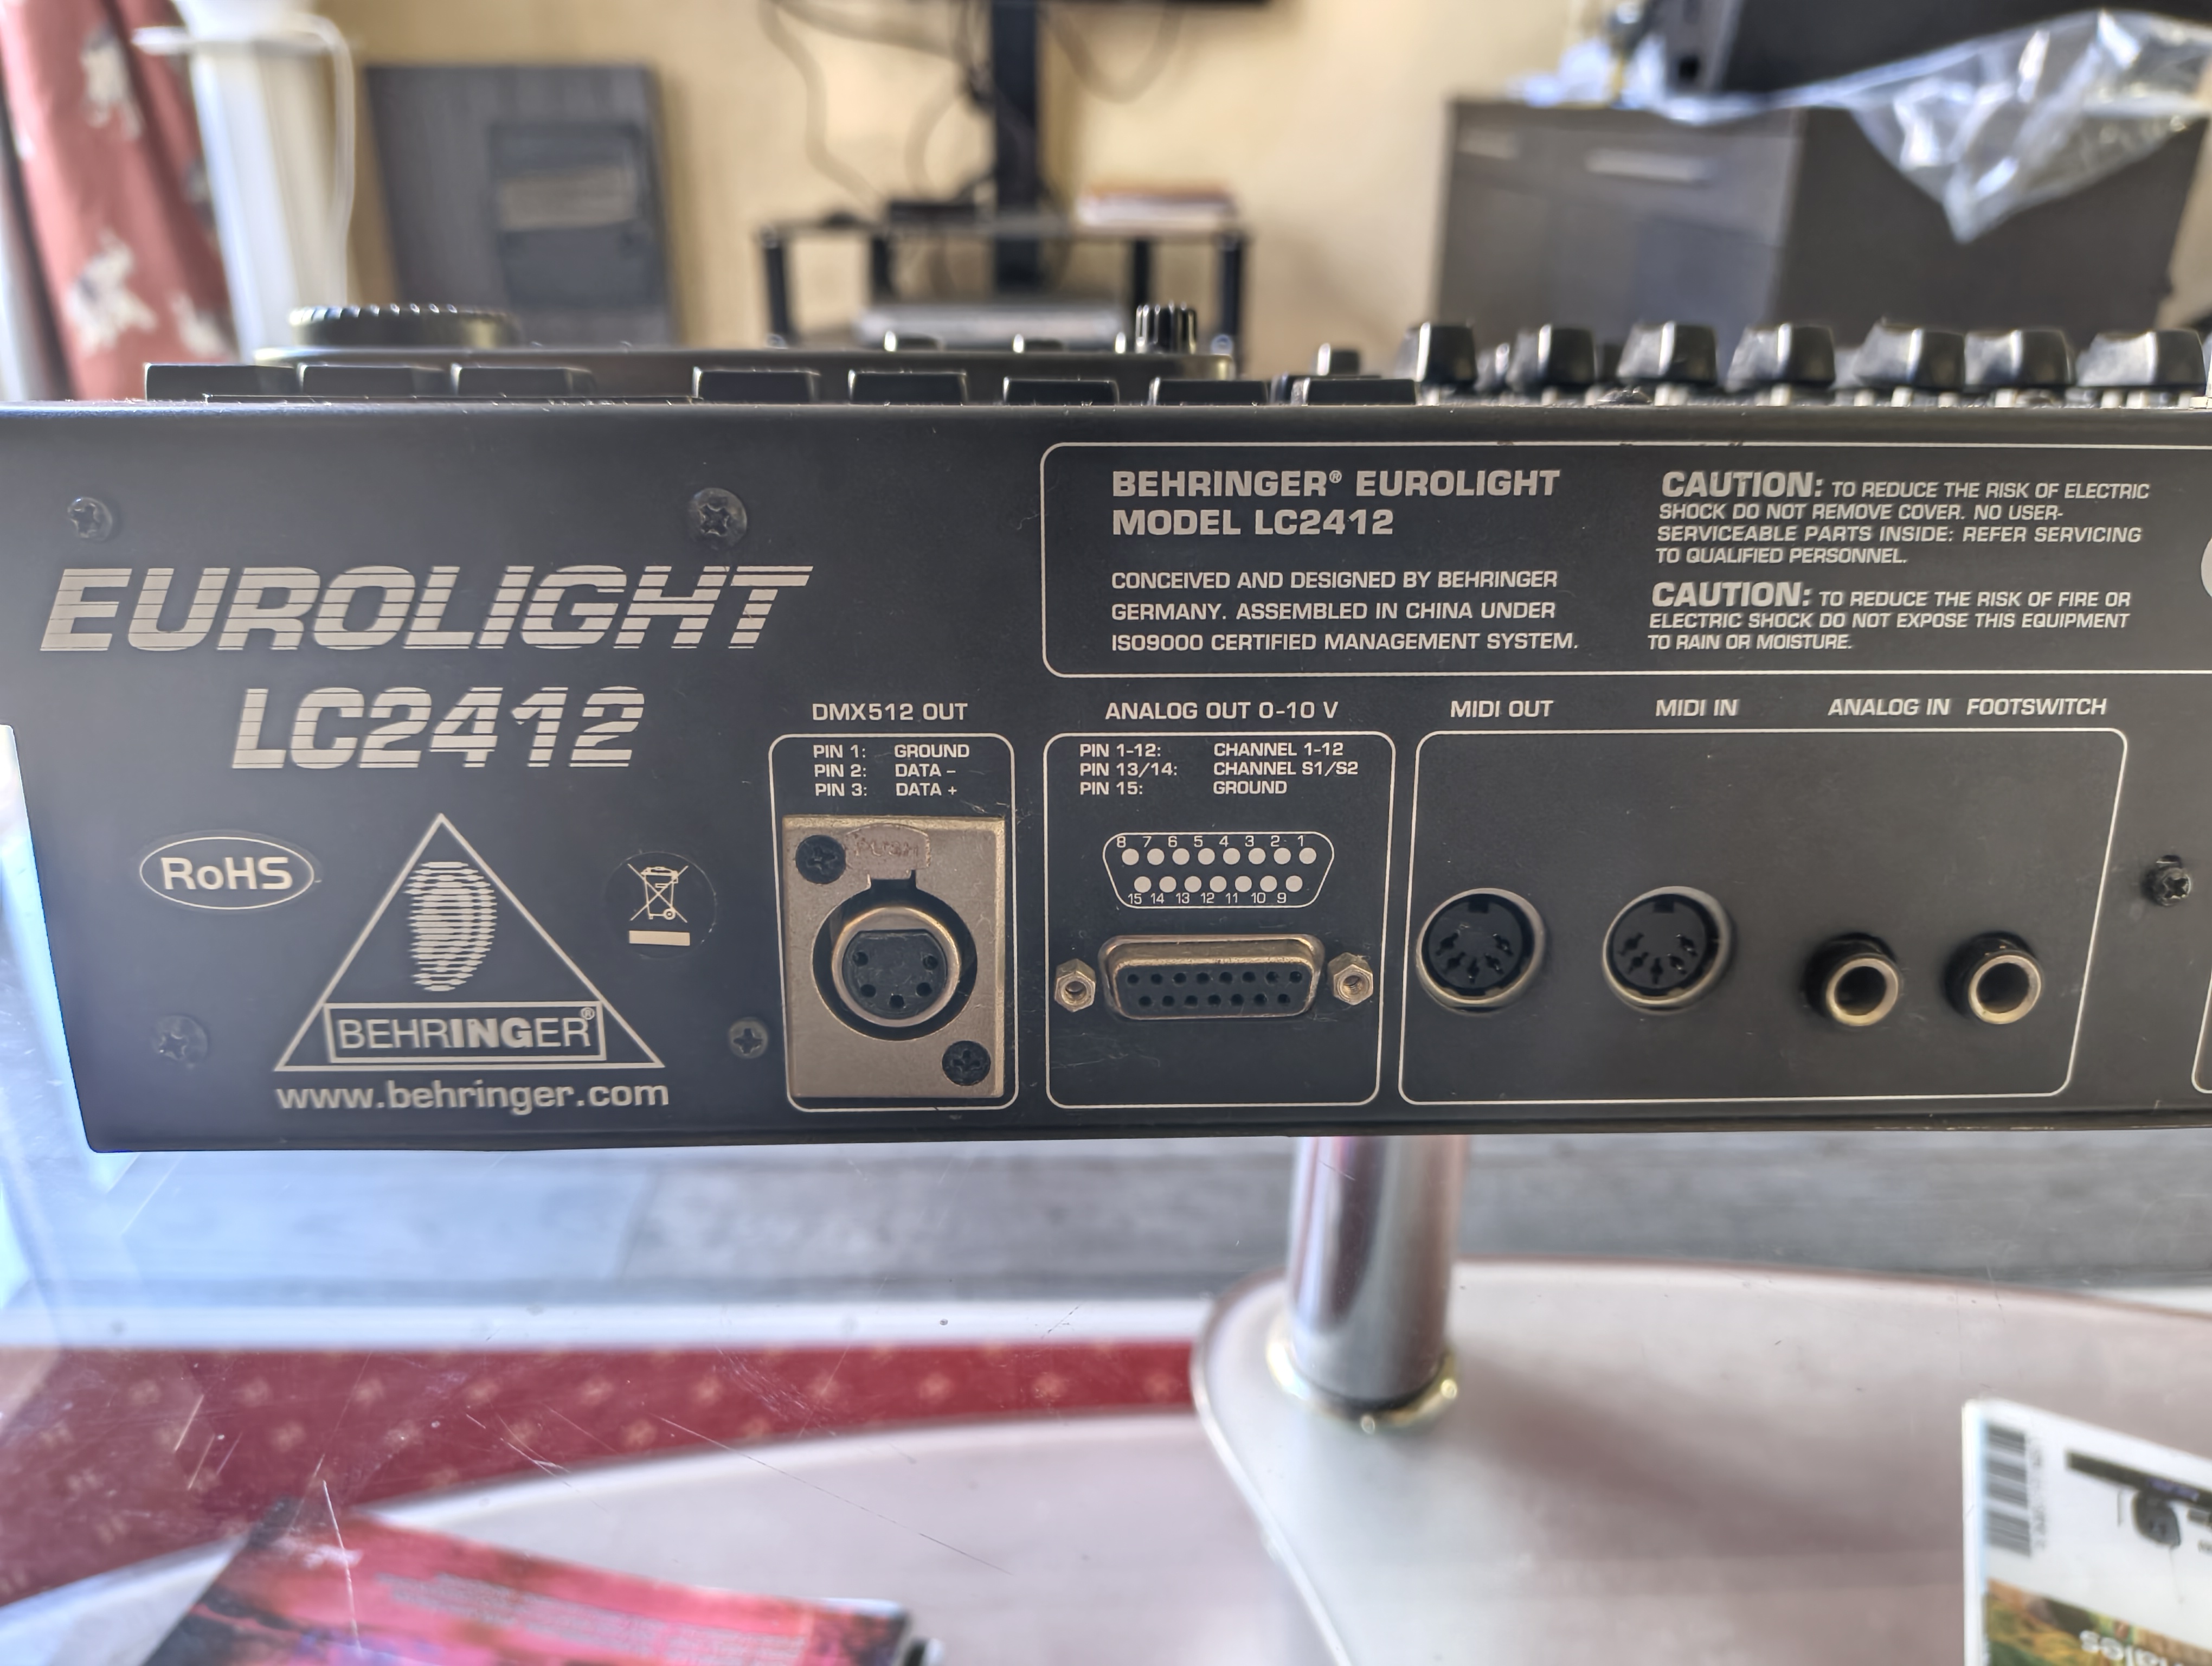 BEHRINGER® EUROLIGHT
MODEL LC2412
CONCEIVED AND DESIGNED BY BEHRINGER
GERMANY. ASSEMBLED IN CHINA UNDER
ISO9000 CERTIFIED MANAGEMENT SYSTEM.
CAUTION: TO REDUCE THE RISK OF ELECTRIC
SHOCK DO NOT REMOVE COVER. NO USER-
SERVICEABLE PARTS INSIDE: REFER SERVICING
TO QUALIFIED PERSONNEL.
CAUTION: TO REDUCE THE RISK OF FIRE OR
ELECTRIC SHOCK DO NOT EXPOSE THIS EQUIPMENT
TO RAIN OR MOISTURE.
EUROLIGHT
LC2412
RoHS
BEHRINGER®
www.behringer.com
DMX512 OUT
PIN 1: GROUND
PIN 2: DATA –
PIN 3: DATA +
PUSH
ANALOG OUT 0-10 V
PIN 1-12: CHANNEL 1-12
PIN 13/14: CHANNEL S1/S2
PIN 15: GROUND
8 7 6 5 4 3 2 1
15 14 13 12 11 10 9
MIDI OUT
MIDI IN
ANALOG IN
FOOTSWITCH